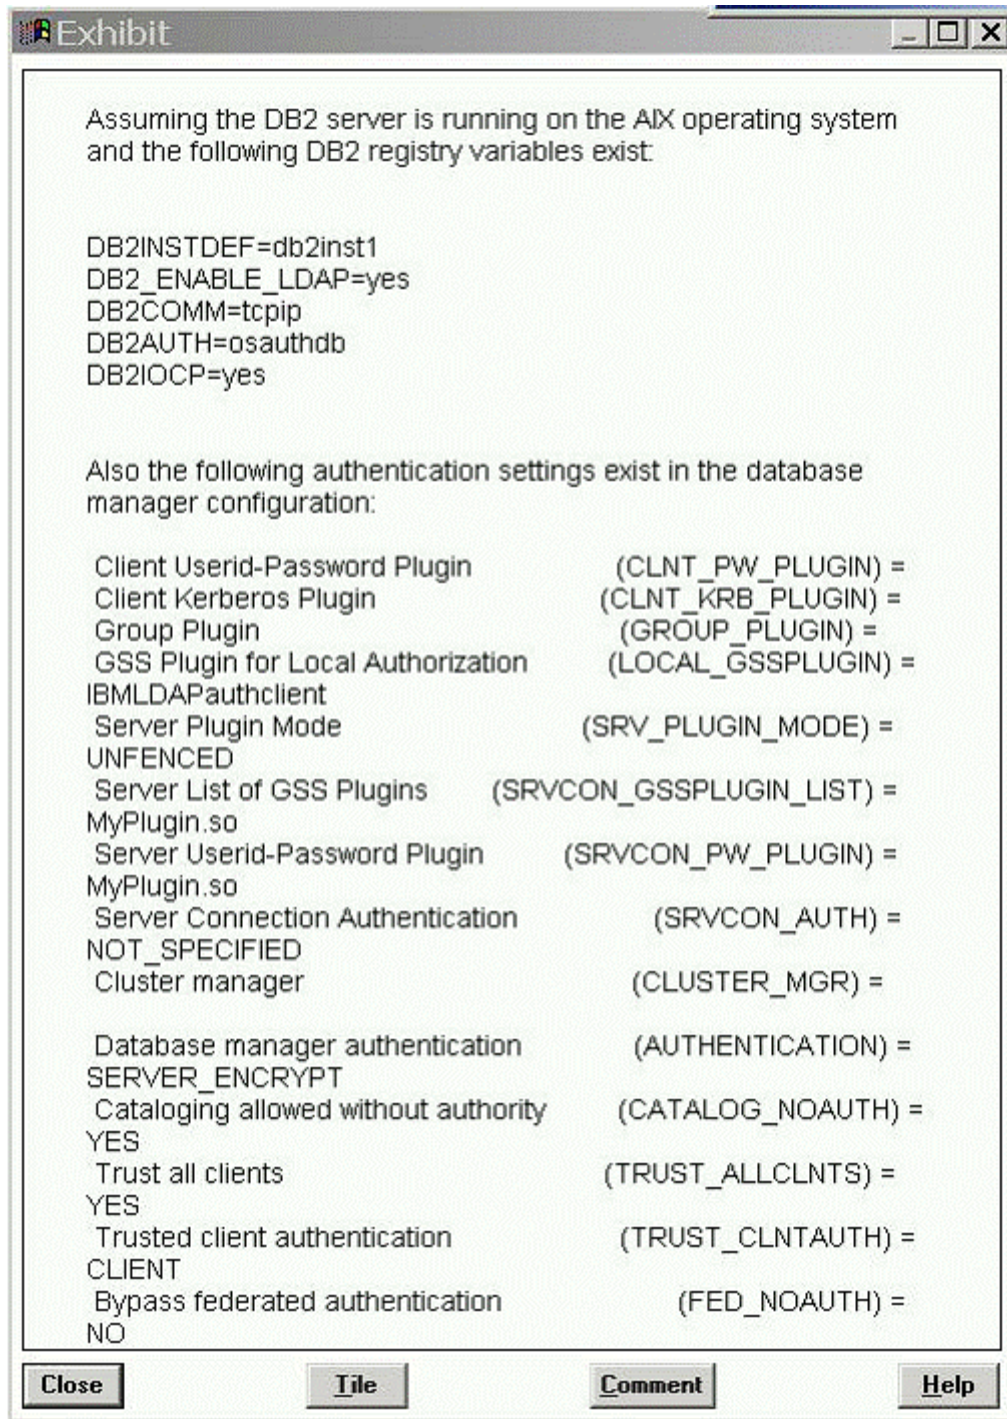 Exhibit
Assuming the DB2 server is running on the AIX operating system
and the following DB2 registry variables exist:
DB2INSTDEF=db2inst1
DB2_ENABLE_LDAP=yes
DB2COMM=tcpip
DB2AUTH=osauthdb
DB2IOCP=yes
Also the following authentication settings exist in the database
manager configuration:
Client Userid-Password Plugin (CLNT_PW_PLUGIN) =
Client Kerberos Plugin (CLNT_KRB_PLUGIN) =
Group Plugin (GROUP_PLUGIN) =
GSS Plugin for Local Authorization (LOCAL_GSSPLUGIN) =
IBMLDAPauthclient
Server Plugin Mode (SRV_PLUGIN_MODE) =
UNFENCED
Server List of GSS Plugins (SRVCON_GSSPLUGIN_LIST) =
MyPlugin.so
Server Userid-Password Plugin (SRVCON_PW_PLUGIN) =
MyPlugin.so
Server Connection Authentication (SRVCON_AUTH) =
NOT_SPECIFIED
Cluster manager (CLUSTER_MGR) =
Database manager authentication (AUTHENTICATION) =
SERVER_ENCRYPT
Cataloging allowed without authority (CATALOG_NOAUTH) =
YES
Trust all clients (TRUST_ALLCLNTS) =
YES
Trusted client authentication (TRUST_CLNTAUTH) =
CLIENT
Bypass federated authentication (FED_NOAUTH) =
NO
Close Tile Comment Help